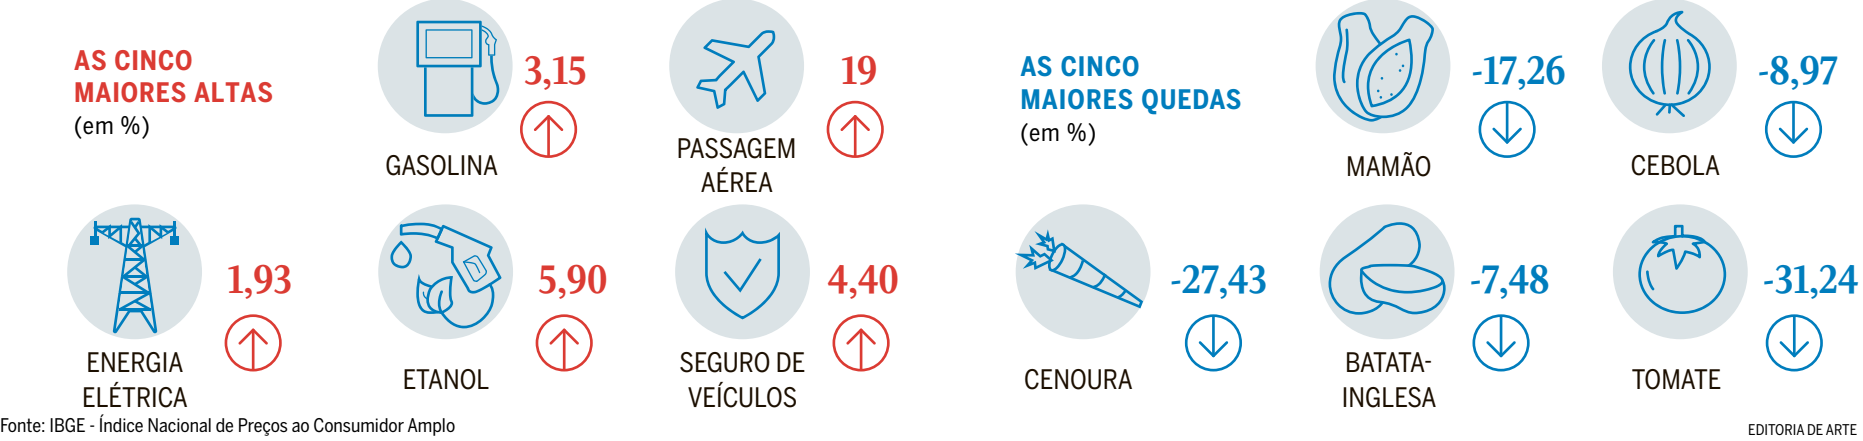 AS CINCO
MAIORES ALTAS
(em %)
3,15
GASOLINA
19
PASSAGEM
AÉREA
1,93
ENERGIA
ELÉTRICA
5,90
ETANOL
4,40
SEGURO DE
VEÍCULOS
AS CINCO
MAIORES QUEDAS
(em %)
-17,26
MAMÃO
-8,97
CEBOLA
-27,43
CENOURA
-7,48
BATATA-
INGLESA
-31,24
TOMATE
Fonte: IBGE - Índice Nacional de Preços ao Consumidor Amplo
EDITORIA DE ARTE